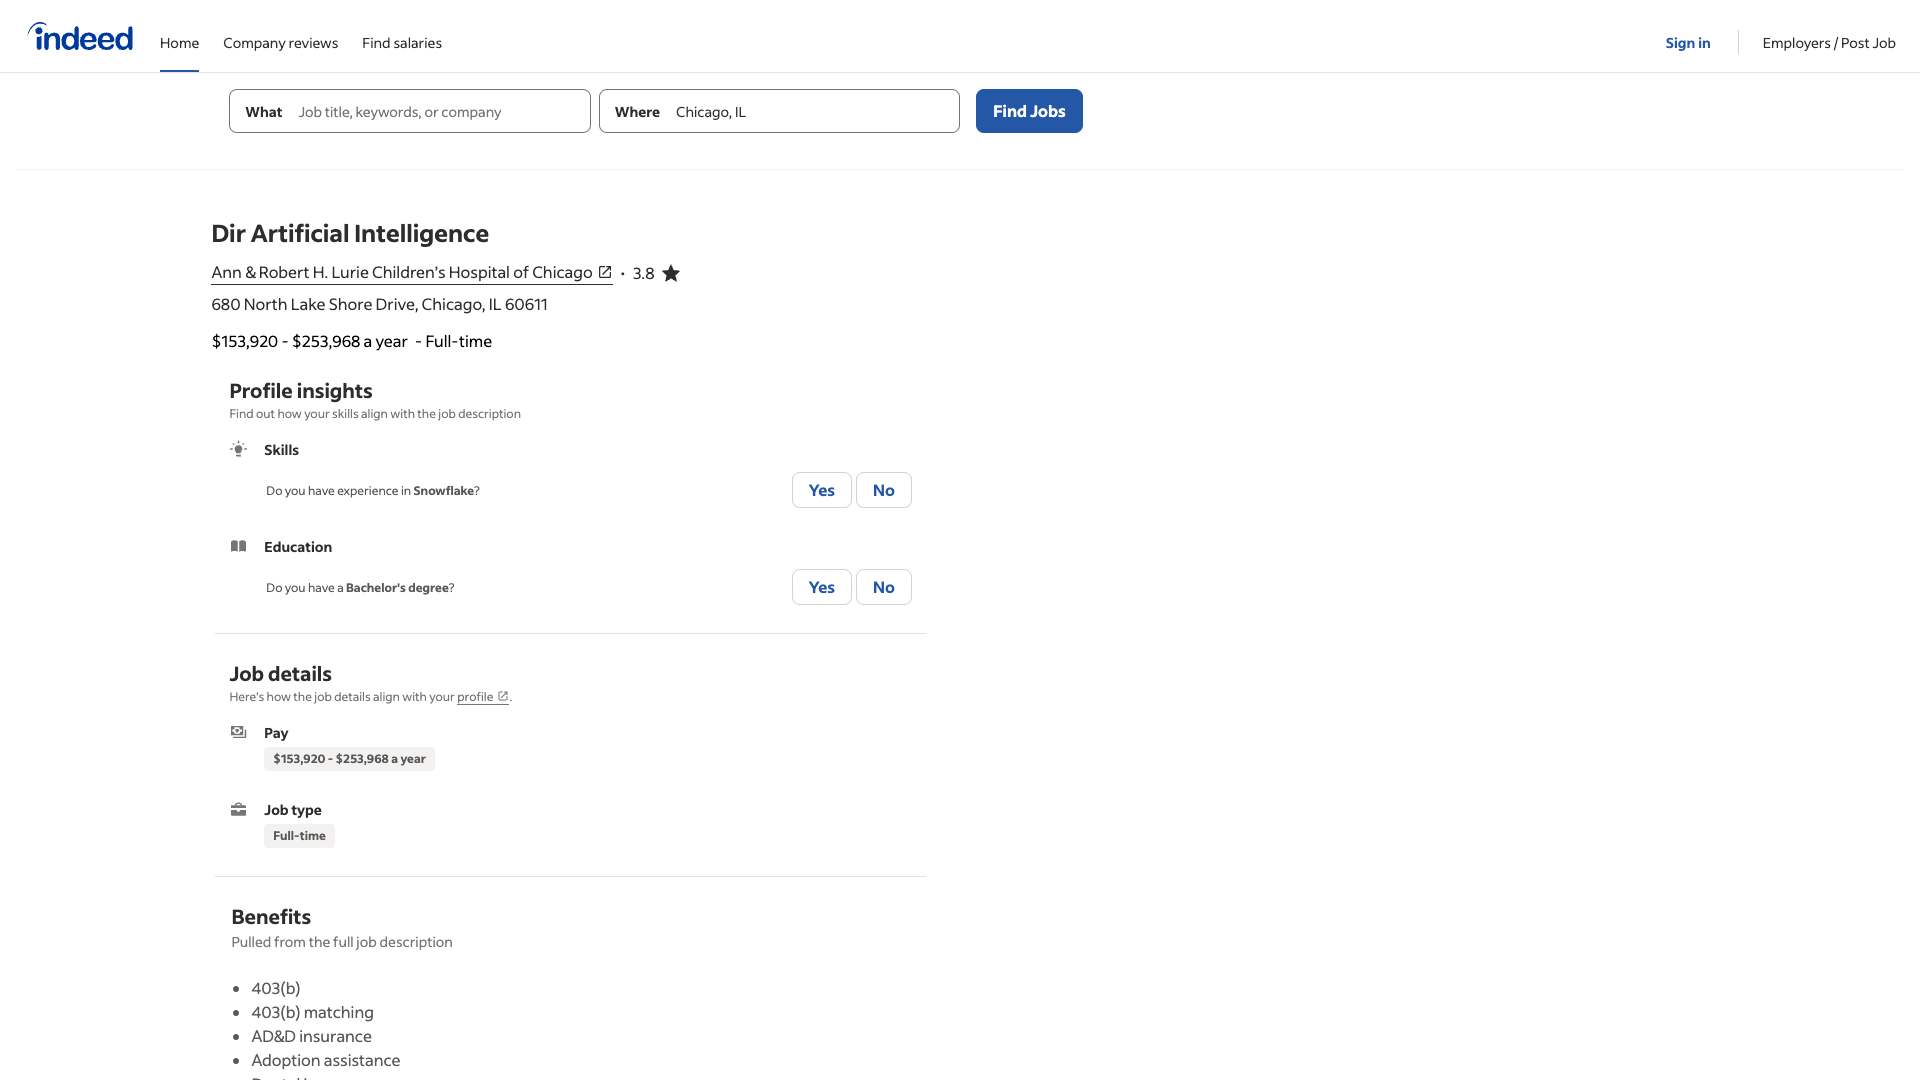 indeed
Home Company reviews Find salaries Sign in Employers / Post Job
What Job title, keywords, or company Where Chicago, IL Find Jobs
Dir Artificial Intelligence
Ann & Robert H. Lurie Children’s Hospital of Chicago · 3.8
680 North Lake Shore Drive, Chicago, IL 60611
$153,920 - $253,968 a year - Full-time
Profile insights
Find out how your skills align with the job description
Skills
Do you have experience in Snowflake? Yes No
Education
Do you have a Bachelor's degree? Yes No
Job details
Here's how the job details align with your profile.
Pay
$153,920 - $253,968 a year
Job type
Full-time
Benefits
Pulled from the full job description
• 403(b)
• 403(b) matching
• AD&D insurance
• Adoption assistance